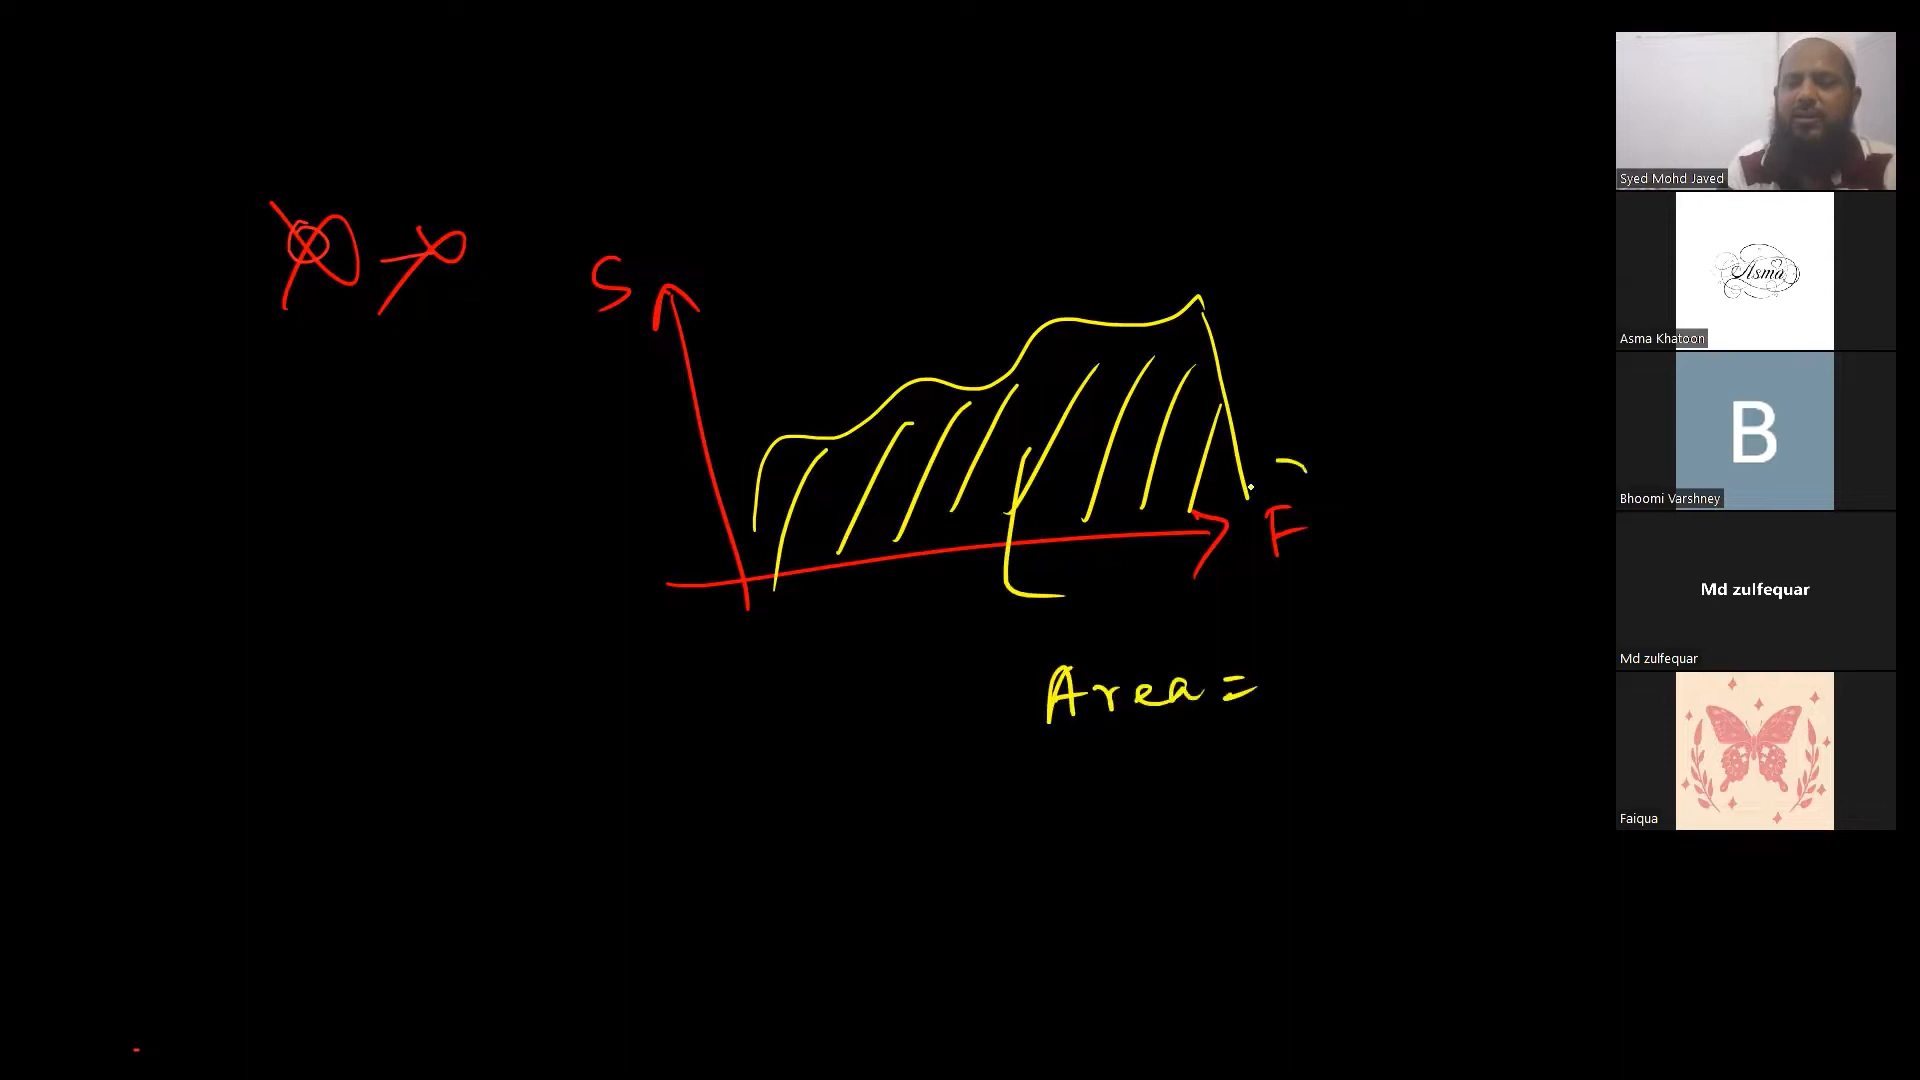 S
F
Area =
Syed Mohd Javed
Asma
Asma Khatoon
B
Bhoomi Varshney
Md zulfequar
Md zulfequar
Faiqua